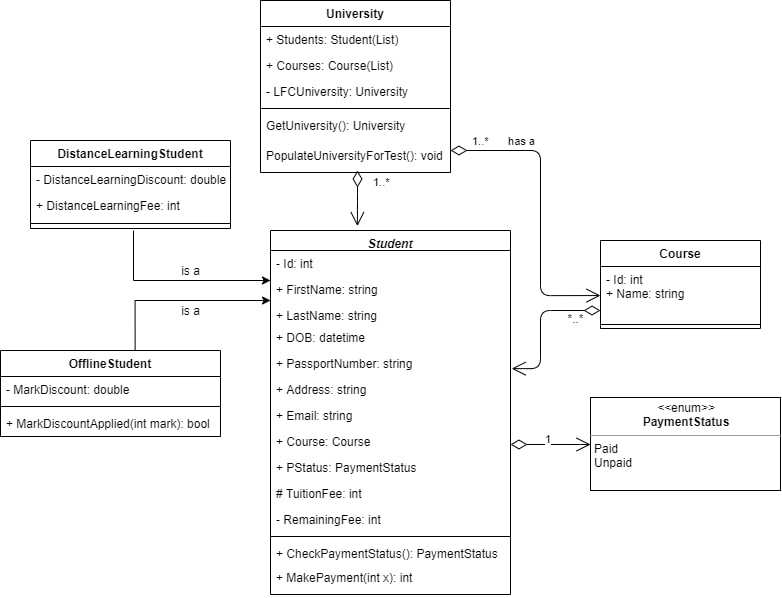 University
+ Students: Student(List)
+ Courses: Course(List)
- LFCUniversity: University
GetUniversity(): University
PopulateUniversityForTest(): void
1..*
has a
1..*
DistanceLearningStudent
- DistanceLearningDiscount: double
+ DistanceLearningFee: int
is a
is a
OfflineStudent
- MarkDiscount: double
+ MarkDiscountApplied(int mark): bool
Student
- Id: int
+ FirstName: string
+ LastName: string
+ DOB: datetime
+ PassportNumber: string
+ Address: string
+ Email: string
+ Course: Course
+ PStatus: PaymentStatus
# TuitionFee: int
- RemainingFee: int
+ CheckPaymentStatus(): PaymentStatus
+ MakePayment(int x): int
Course
- Id: int
+ Name: string
*..*
1
<<enum>>
PaymentStatus
Paid
Unpaid